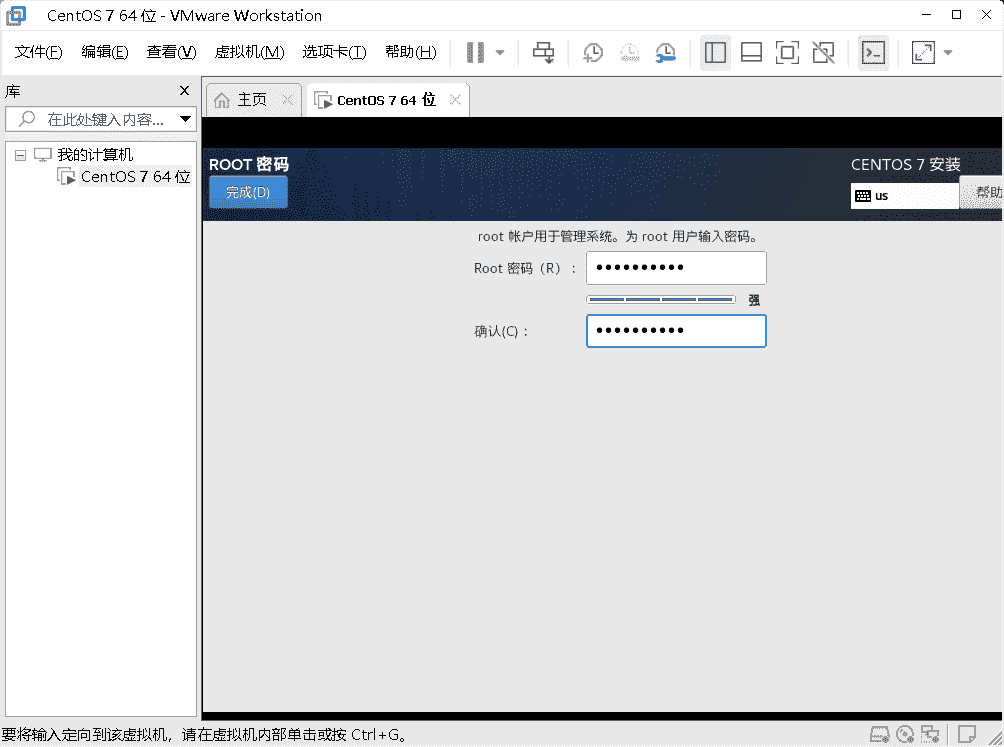 CentOS 7 64 位 - VMware Workstation
文件(F) 编辑(E) 查看(V) 虚拟机(M) 选项卡(T) 帮助(H)
库
在此处键入内容...
我的计算机
CentOS 7 64 位
主页
CentOS 7 64 位
ROOT 密码
完成(D)
CENTOS 7 安装
us
帮助
root 帐户用于管理系统。为 root 用户输入密码。
Root 密码（R）：
强
确认(C)：
要将输入定向到该虚拟机，请在虚拟机内部单击或按 Ctrl+G。